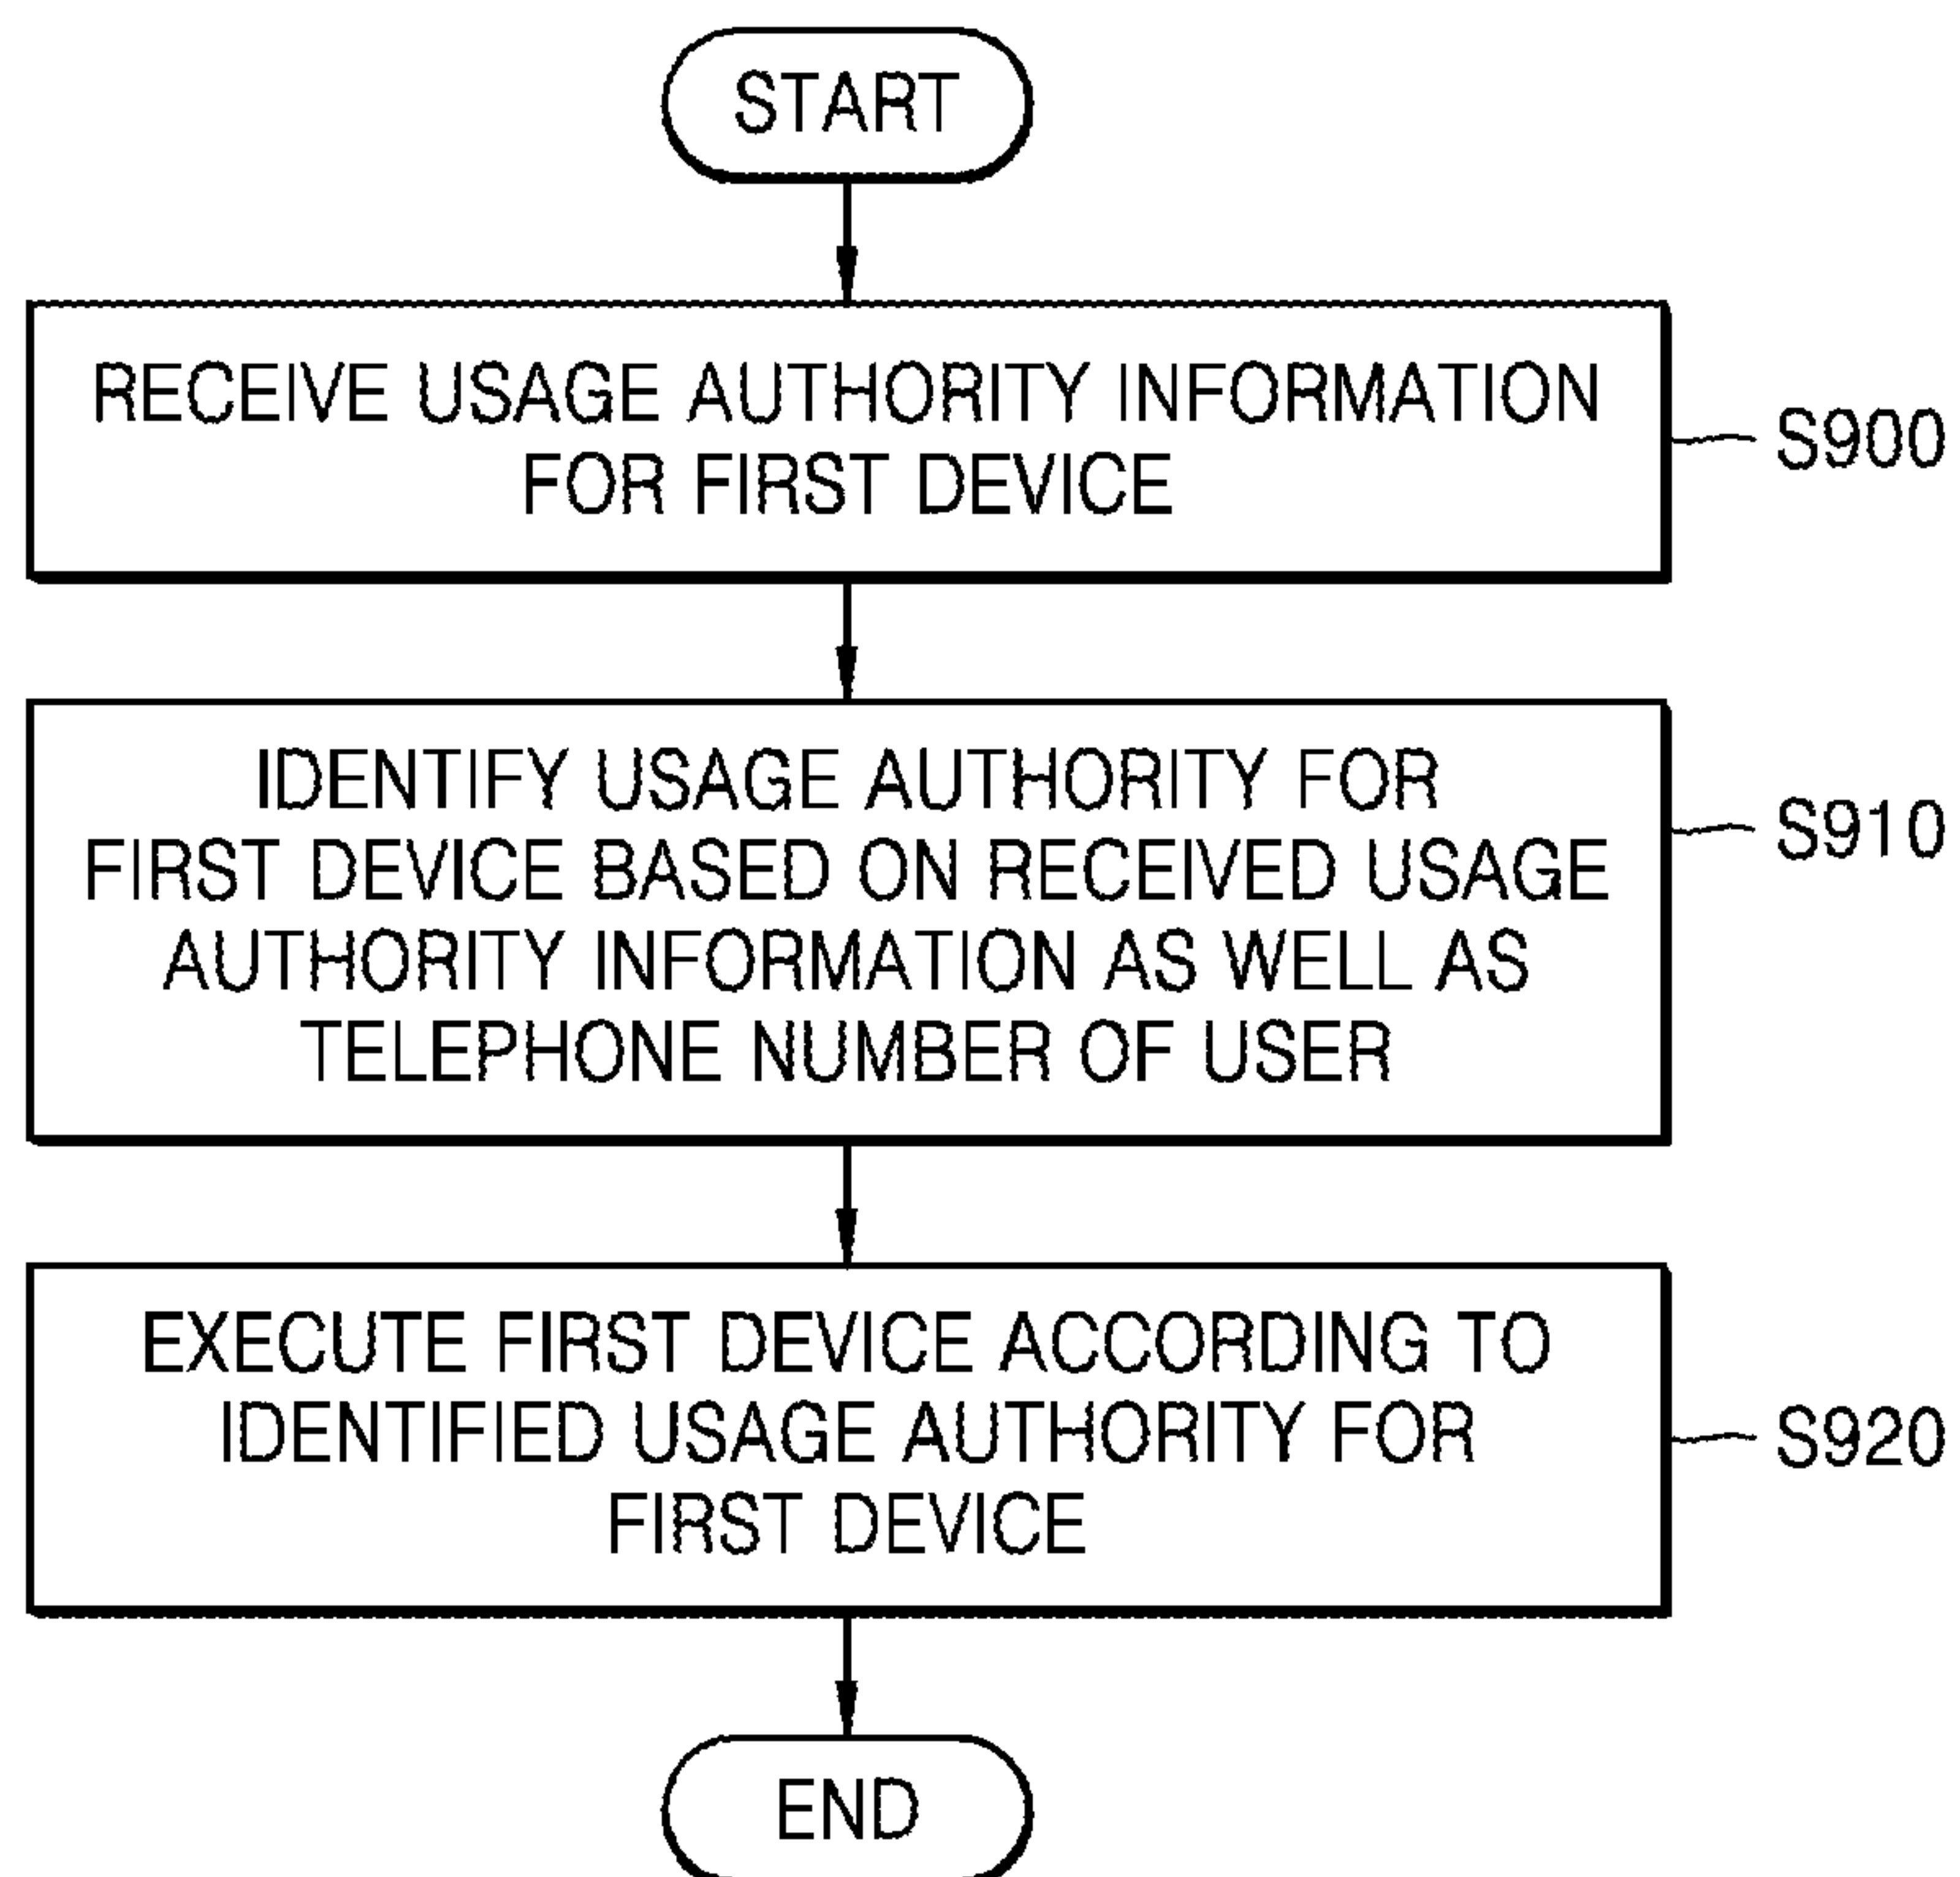 START
RECEIVE USAGE AUTHORITY INFORMATION
FOR FIRST DEVICE
S900
IDENTIFY USAGE AUTHORITY FOR
FIRST DEVICE BASED ON RECEIVED USAGE
AUTHORITY INFORMATION AS WELL AS
TELEPHONE NUMBER OF USER
S910
EXECUTE FIRST DEVICE ACCORDING TO
IDENTIFIED USAGE AUTHORITY FOR
FIRST DEVICE
S920
END